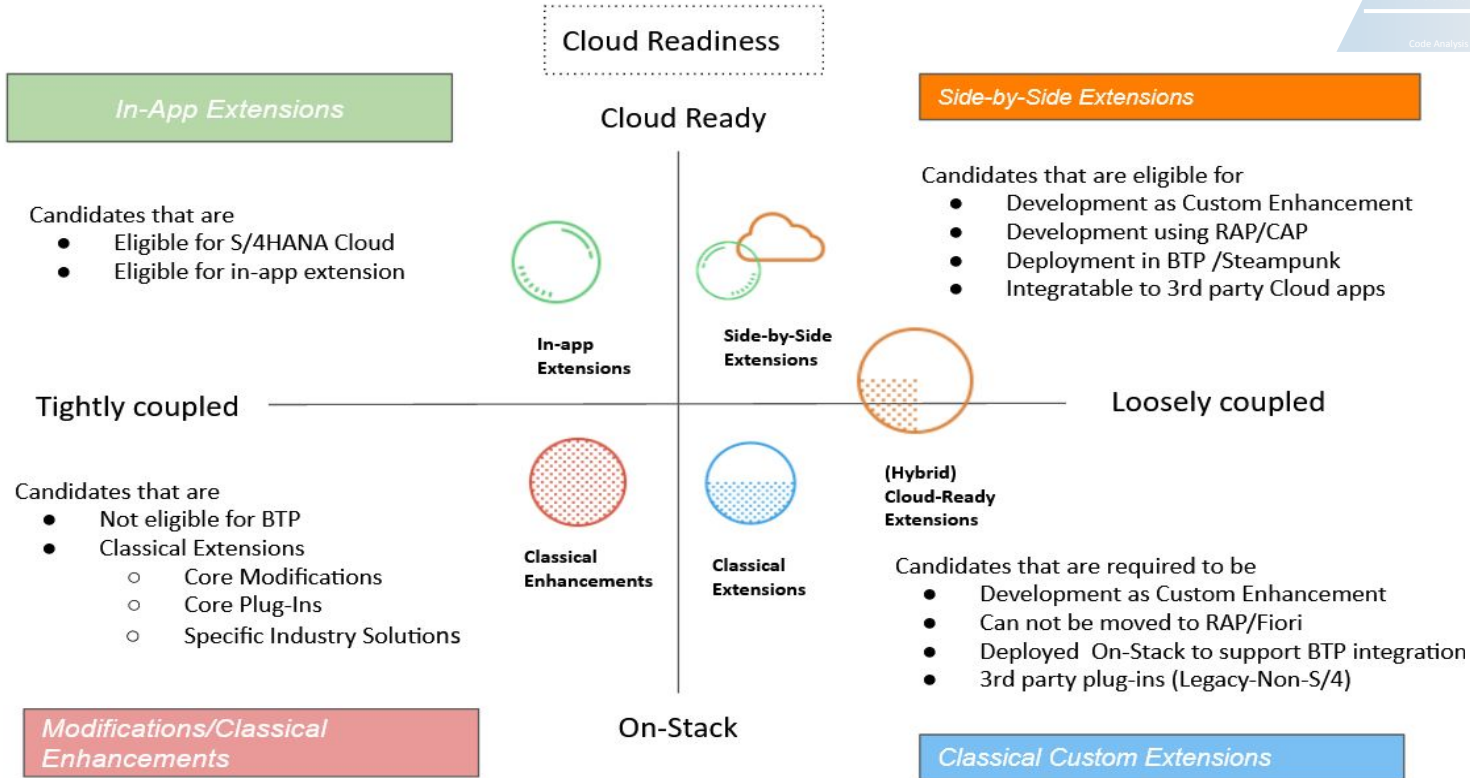 Cloud Readiness
Code Analysis
In-App Extensions
Cloud Ready
Side-by-Side Extensions
Candidates that are
● Eligible for S/4HANA Cloud
● Eligible for in-app extension
Candidates that are eligible for
● Development as Custom Enhancement
● Development using RAP/CAP
● Deployment in BTP /Steampunk
● Integratable to 3rd party Cloud apps
In-app
Extensions
Side-by-Side
Extensions
Tightly coupled
Loosely coupled
(Hybrid)
Cloud-Ready
Extensions
Candidates that are
● Not eligible for BTP
● Classical Extensions
○ Core Modifications
○ Core Plug-Ins
○ Specific Industry Solutions
Classical
Enhancements
Classical
Extensions
Candidates that are required to be
● Development as Custom Enhancement
● Can not be moved to RAP/Fiori
● Deployed On-Stack to support BTP integration
● 3rd party plug-ins (Legacy-Non-S/4)
Modifications/Classical
Enhancements
On-Stack
Classical Custom Extensions